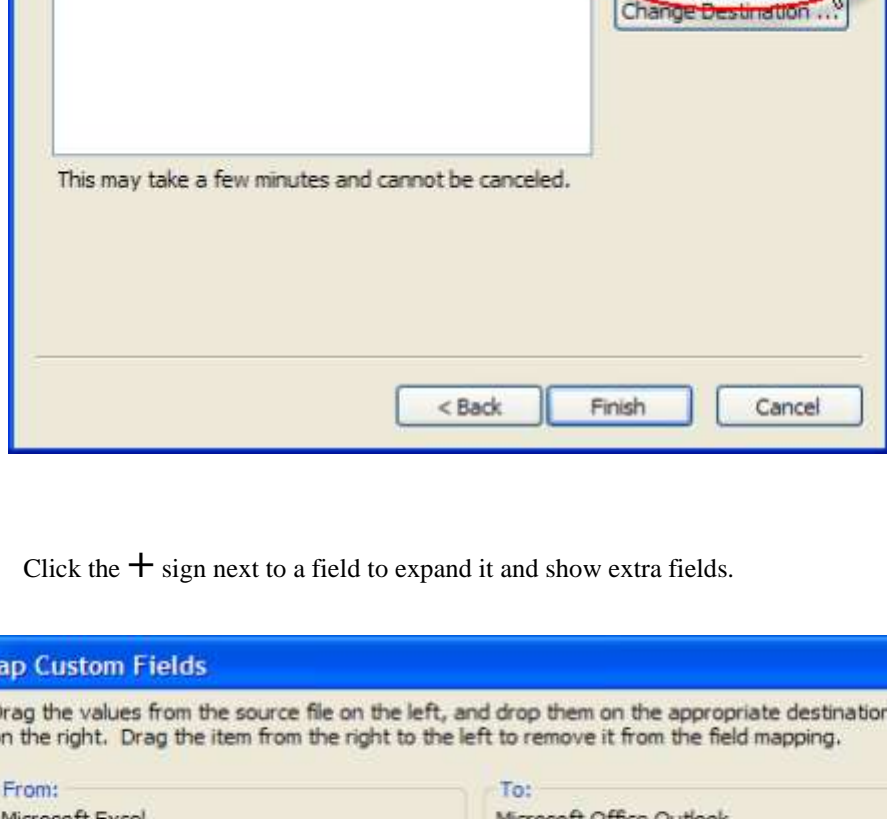 Change Destination ...
This may take a few minutes and cannot be canceled.
< Back Finish Cancel
Click the + sign next to a field to expand it and show extra fields.
ap Custom Fields
rag the values from the source file on the left, and drop them on the appropriate destination
n the right. Drag the item from the right to the left to remove it from the field mapping.
From: To:
Microsoft Excel Microsoft Office Outlook